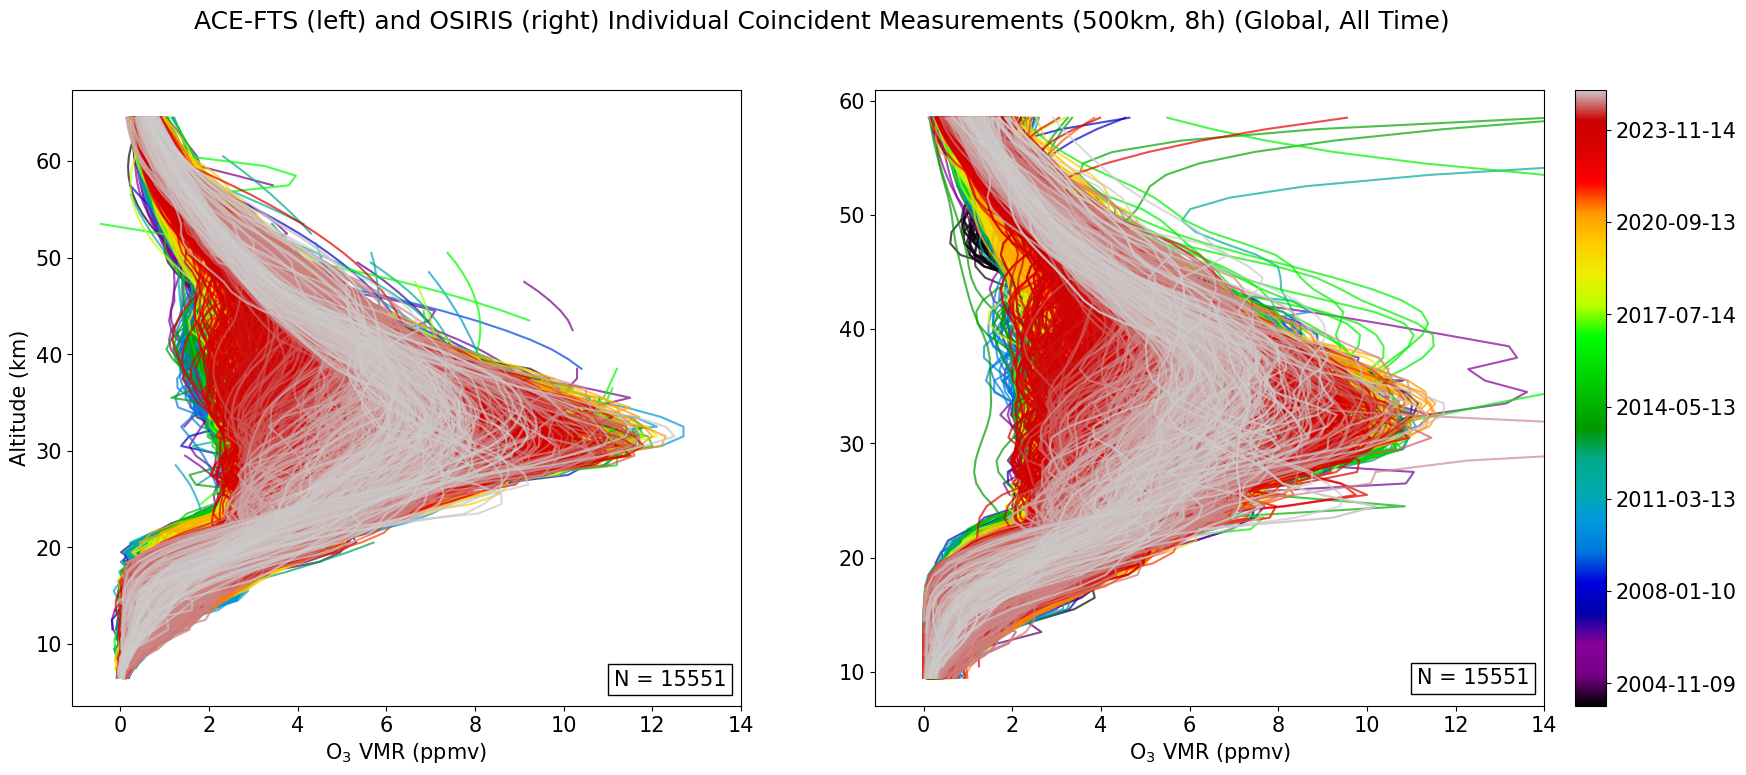 ACE-FTS (left) and OSIRIS (right) Individual Coincident Measurements (500km, 8h) (Global, All Time)
Altitude (km)
60
50
40
30
20
10
0 2 4 6 8 10 12 14
O₃ VMR (ppmv)
N = 15551
60
50
40
30
20
10
0 2 4 6 8 10 12 14
O₃ VMR (ppmv)
N = 15551
2023-11-14
2020-09-13
2017-07-14
2014-05-13
2011-03-13
2008-01-10
2004-11-09